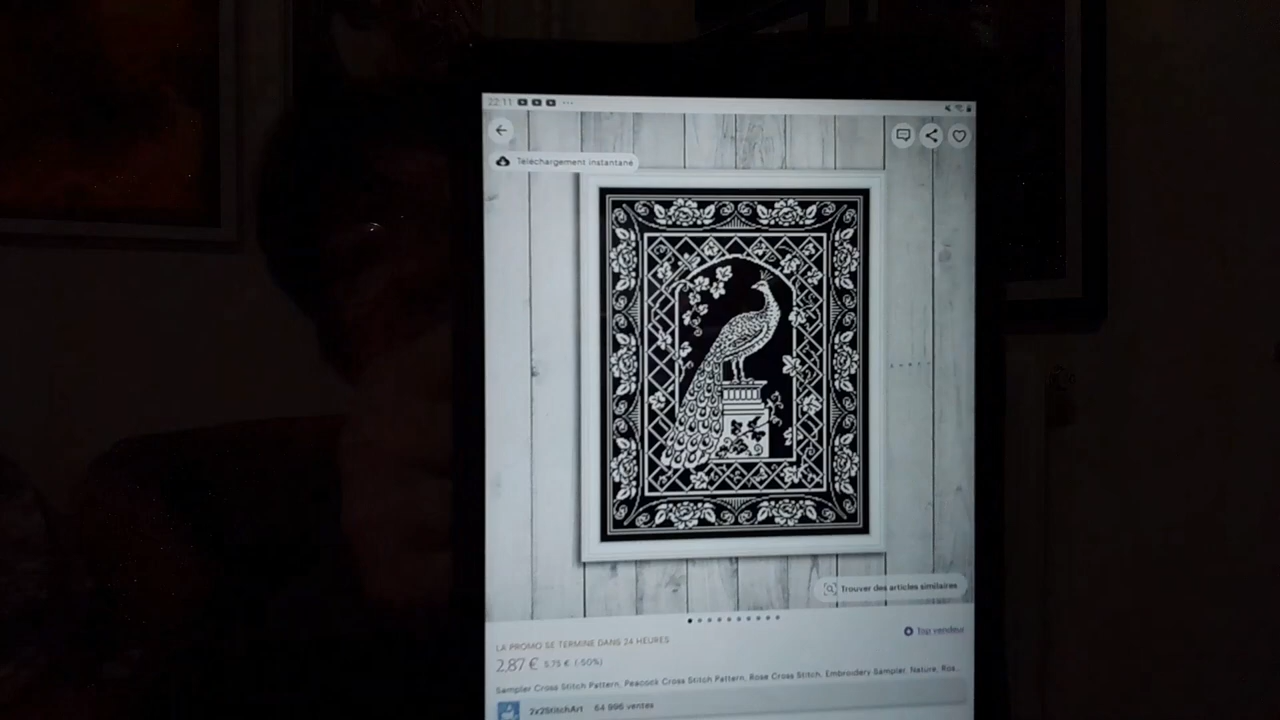 22:11
Téléchargement instantané
Trouver des articles similaires
LA PROMO SE TERMINE DANS 24 HEURES
Top vendeur
2,87 € 5,75 € (-50%)
Sampler Cross Stitch Pattern, Peacock Cross Stitch Pattern, Rose Cross Stitch, Embroidery Sampler, Nature, Ros...
2x2StitchArt 64 996 ventes